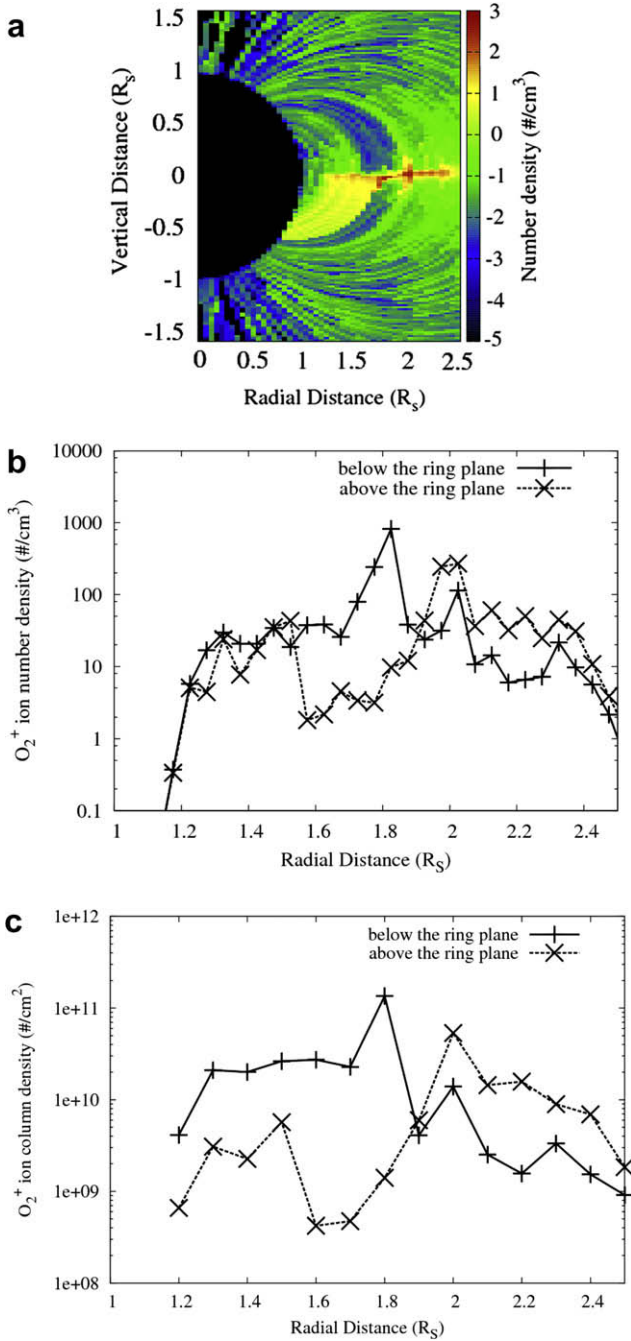 a
1.5
1
0.5
0
-0.5
-1
-1.5
Vertical Distance (Rs)
0 0.5 1 1.5 2 2.5
Radial Distance (Rs)
3
2
1
0
-1
-2
-3
-4
-5
Number density (#/cm3)
b
10000
1000
100
10
1
0.1
O2+ ion number density (#/cm3)
below the ring plane
above the ring plane
1 1.2 1.4 1.6 1.8 2 2.2 2.4
Radial Distance (RS)
c
1e+12
1e+11
1e+10
1e+09
1e+08
O2+ ion column density (#/cm2)
below the ring plane
above the ring plane
1 1.2 1.4 1.6 1.8 2 2.2 2.4
Radial Distance (RS)